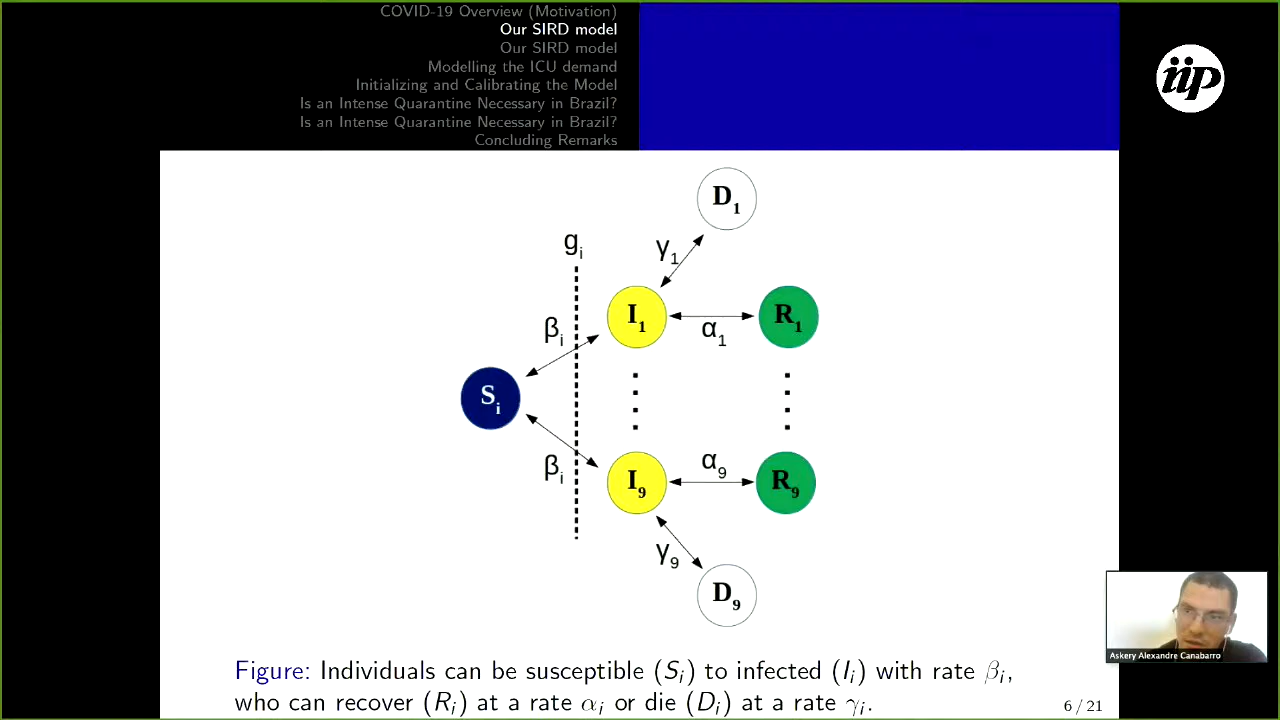 COVID-19 Overview (Motivation)
Our SIRD model
Our SIRD model
Modelling the ICU demand
Initializing and Calibrating the Model
Is an Intense Quarantine Necessary in Brazil?
Is an Intense Quarantine Necessary in Brazil?
Concluding Remarks
iip
D1
gi
γ1
I1
R1
βi
α1
Si
βi
α9
I9
R9
γ9
D9
Askery Alexandre Canabarro
Figure: Individuals can be susceptible (Si) to infected (Ii) with rate βi,
who can recover (Ri) at a rate αi or die (Di) at a rate γi.
6 / 21